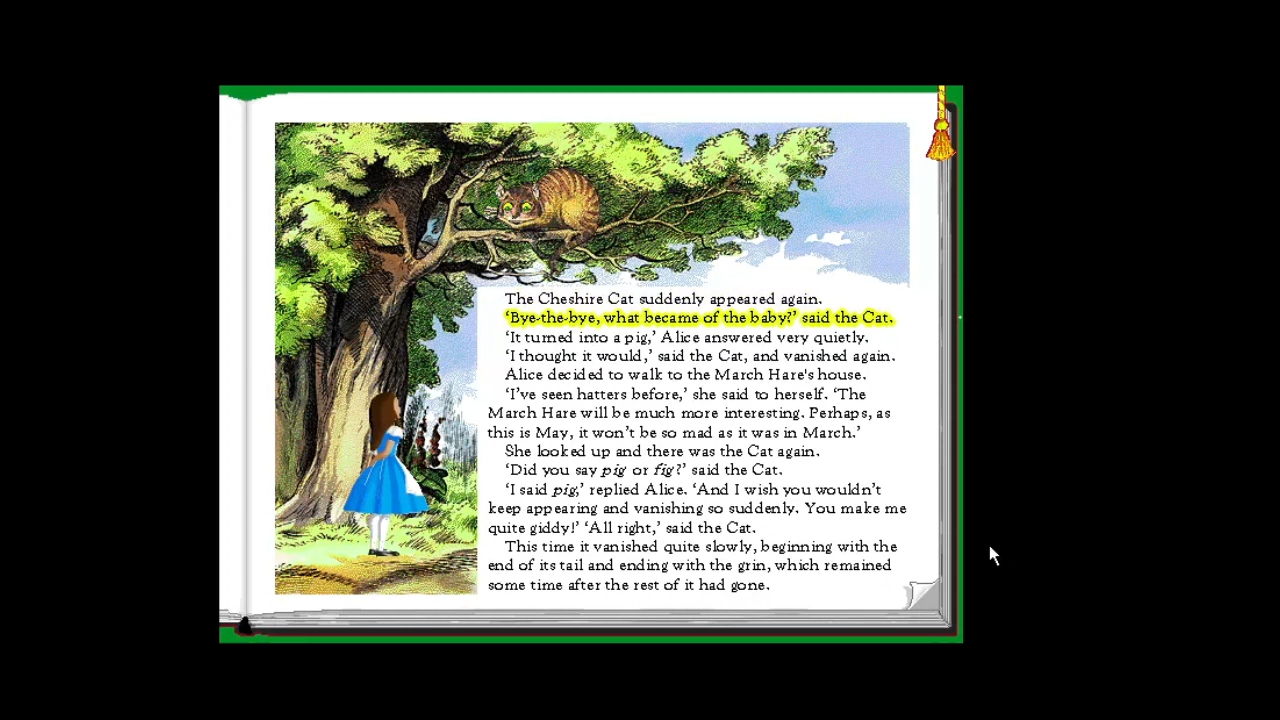 The Cheshire Cat suddenly appeared again.
‘Bye-the-bye, what became of the baby?’ said the Cat.
‘It turned into a pig,’ Alice answered very quietly.
‘I thought it would,’ said the Cat, and vanished again.
Alice decided to walk to the March Hare's house.
‘I’ve seen hatters before,’ she said to herself. ‘The
March Hare will be much more interesting. Perhaps, as
this is May, it won’t be so mad as it was in March.’
She looked up and there was the Cat again.
‘Did you say pig or fig?’ said the Cat.
‘I said pig,’ replied Alice. ‘And I wish you wouldn’t
keep appearing and vanishing so suddenly. You make me
quite giddy!’ ‘All right,’ said the Cat.
This time it vanished quite slowly, beginning with the
end of its tail and ending with the grin, which remained
some time after the rest of it had gone.